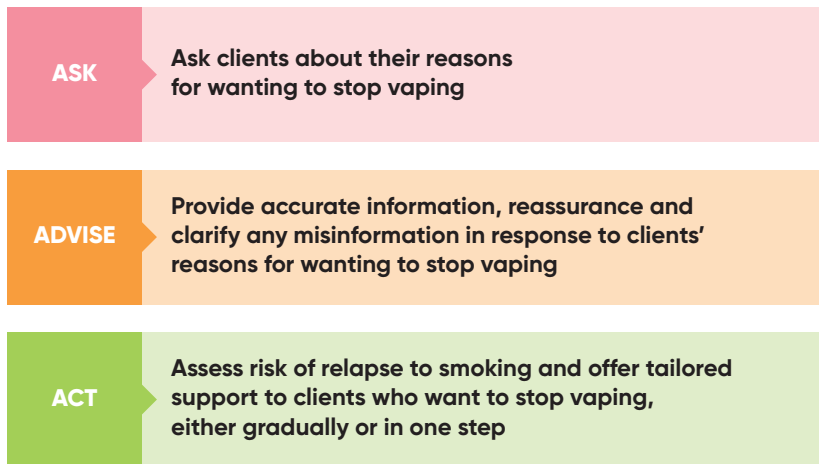 ASK
Ask clients about their reasons
for wanting to stop vaping
ADVISE
Provide accurate information, reassurance and
clarify any misinformation in response to clients’
reasons for wanting to stop vaping
ACT
Assess risk of relapse to smoking and offer tailored
support to clients who want to stop vaping,
either gradually or in one step